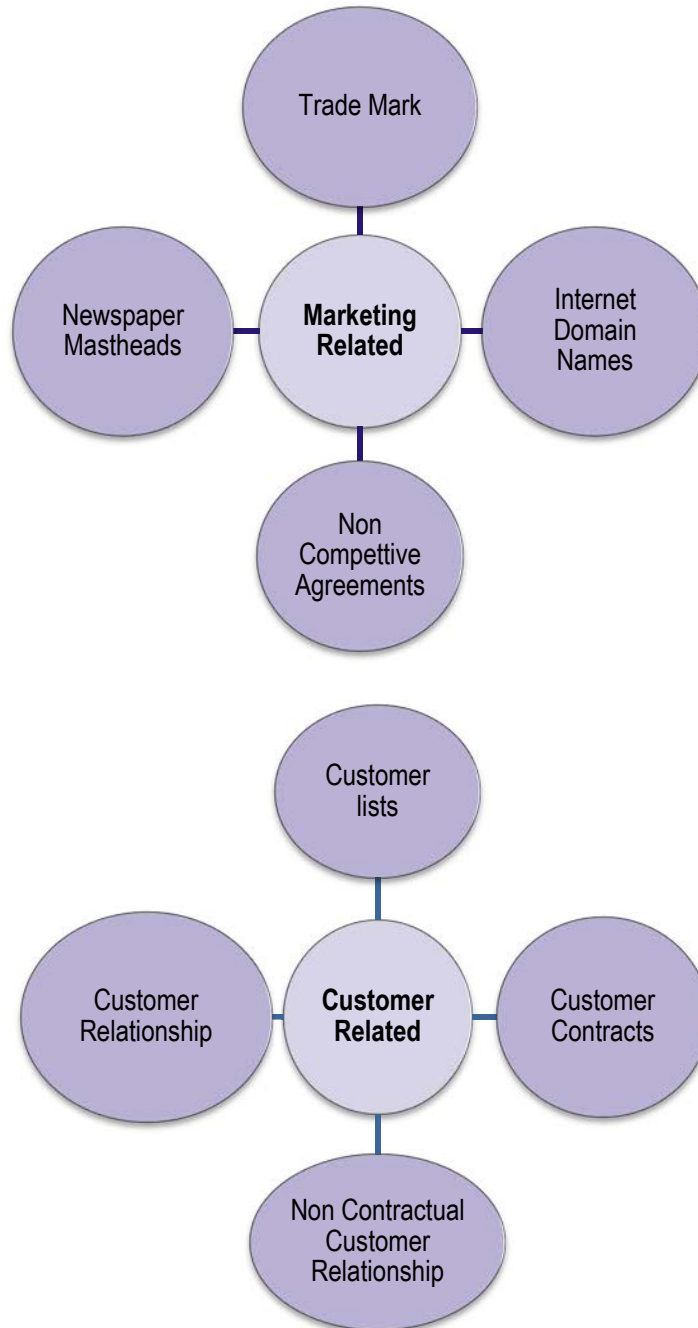 Trade Mark
Newspaper
Mastheads
Marketing
Related
Internet
Domain
Names
Non
Compettive
Agreements
Customer
lists
Customer
Relationship
Customer
Related
Customer
Contracts
Non Contractual
Customer
Relationship